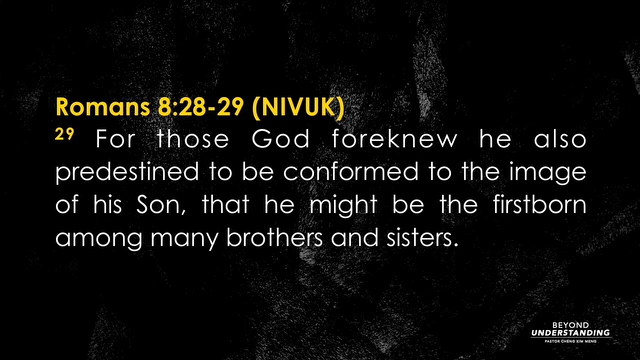 Romans 8:28-29 (NIVUK)
29 For those God foreknew he also
predestined to be conformed to the image
of his Son, that he might be the firstborn
among many brothers and sisters.
BEYOND
UNDERSTANDING
PASTOR CHENG KIM MENG